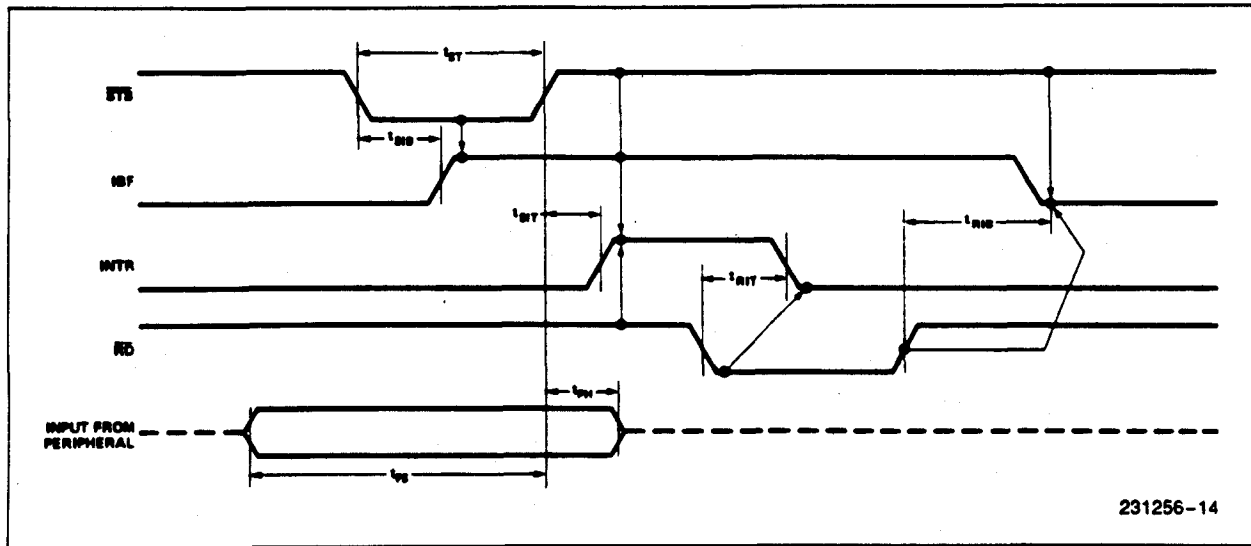 tST
STB
tSIB
IBF
tSIT
tRIB
INTR
tRIT
RD
tPH
INPUT FROM
PERIPHERAL
tPS
231256–14